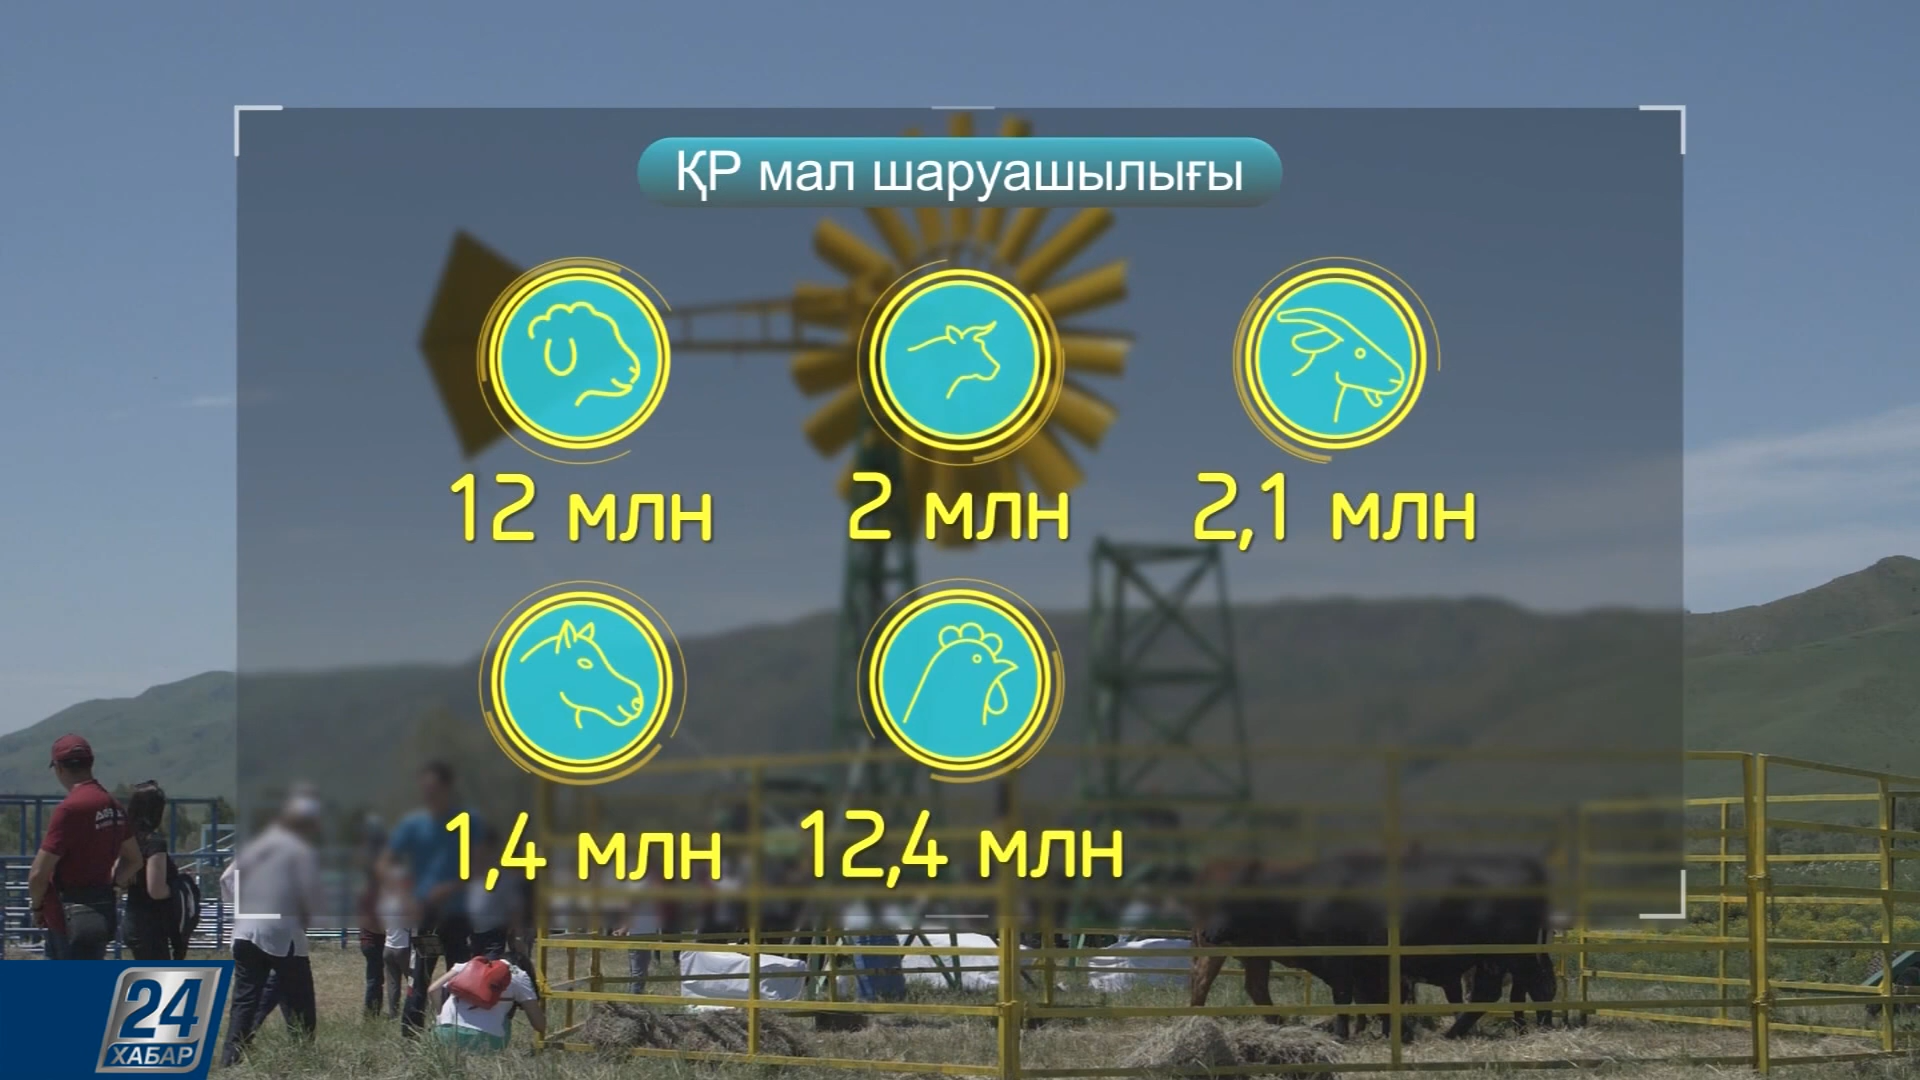 ҚР мал шаруашылығы
12 млн
2 млн
2,1 млн
1,4 млн
12,4 млн
24
ХАБАР